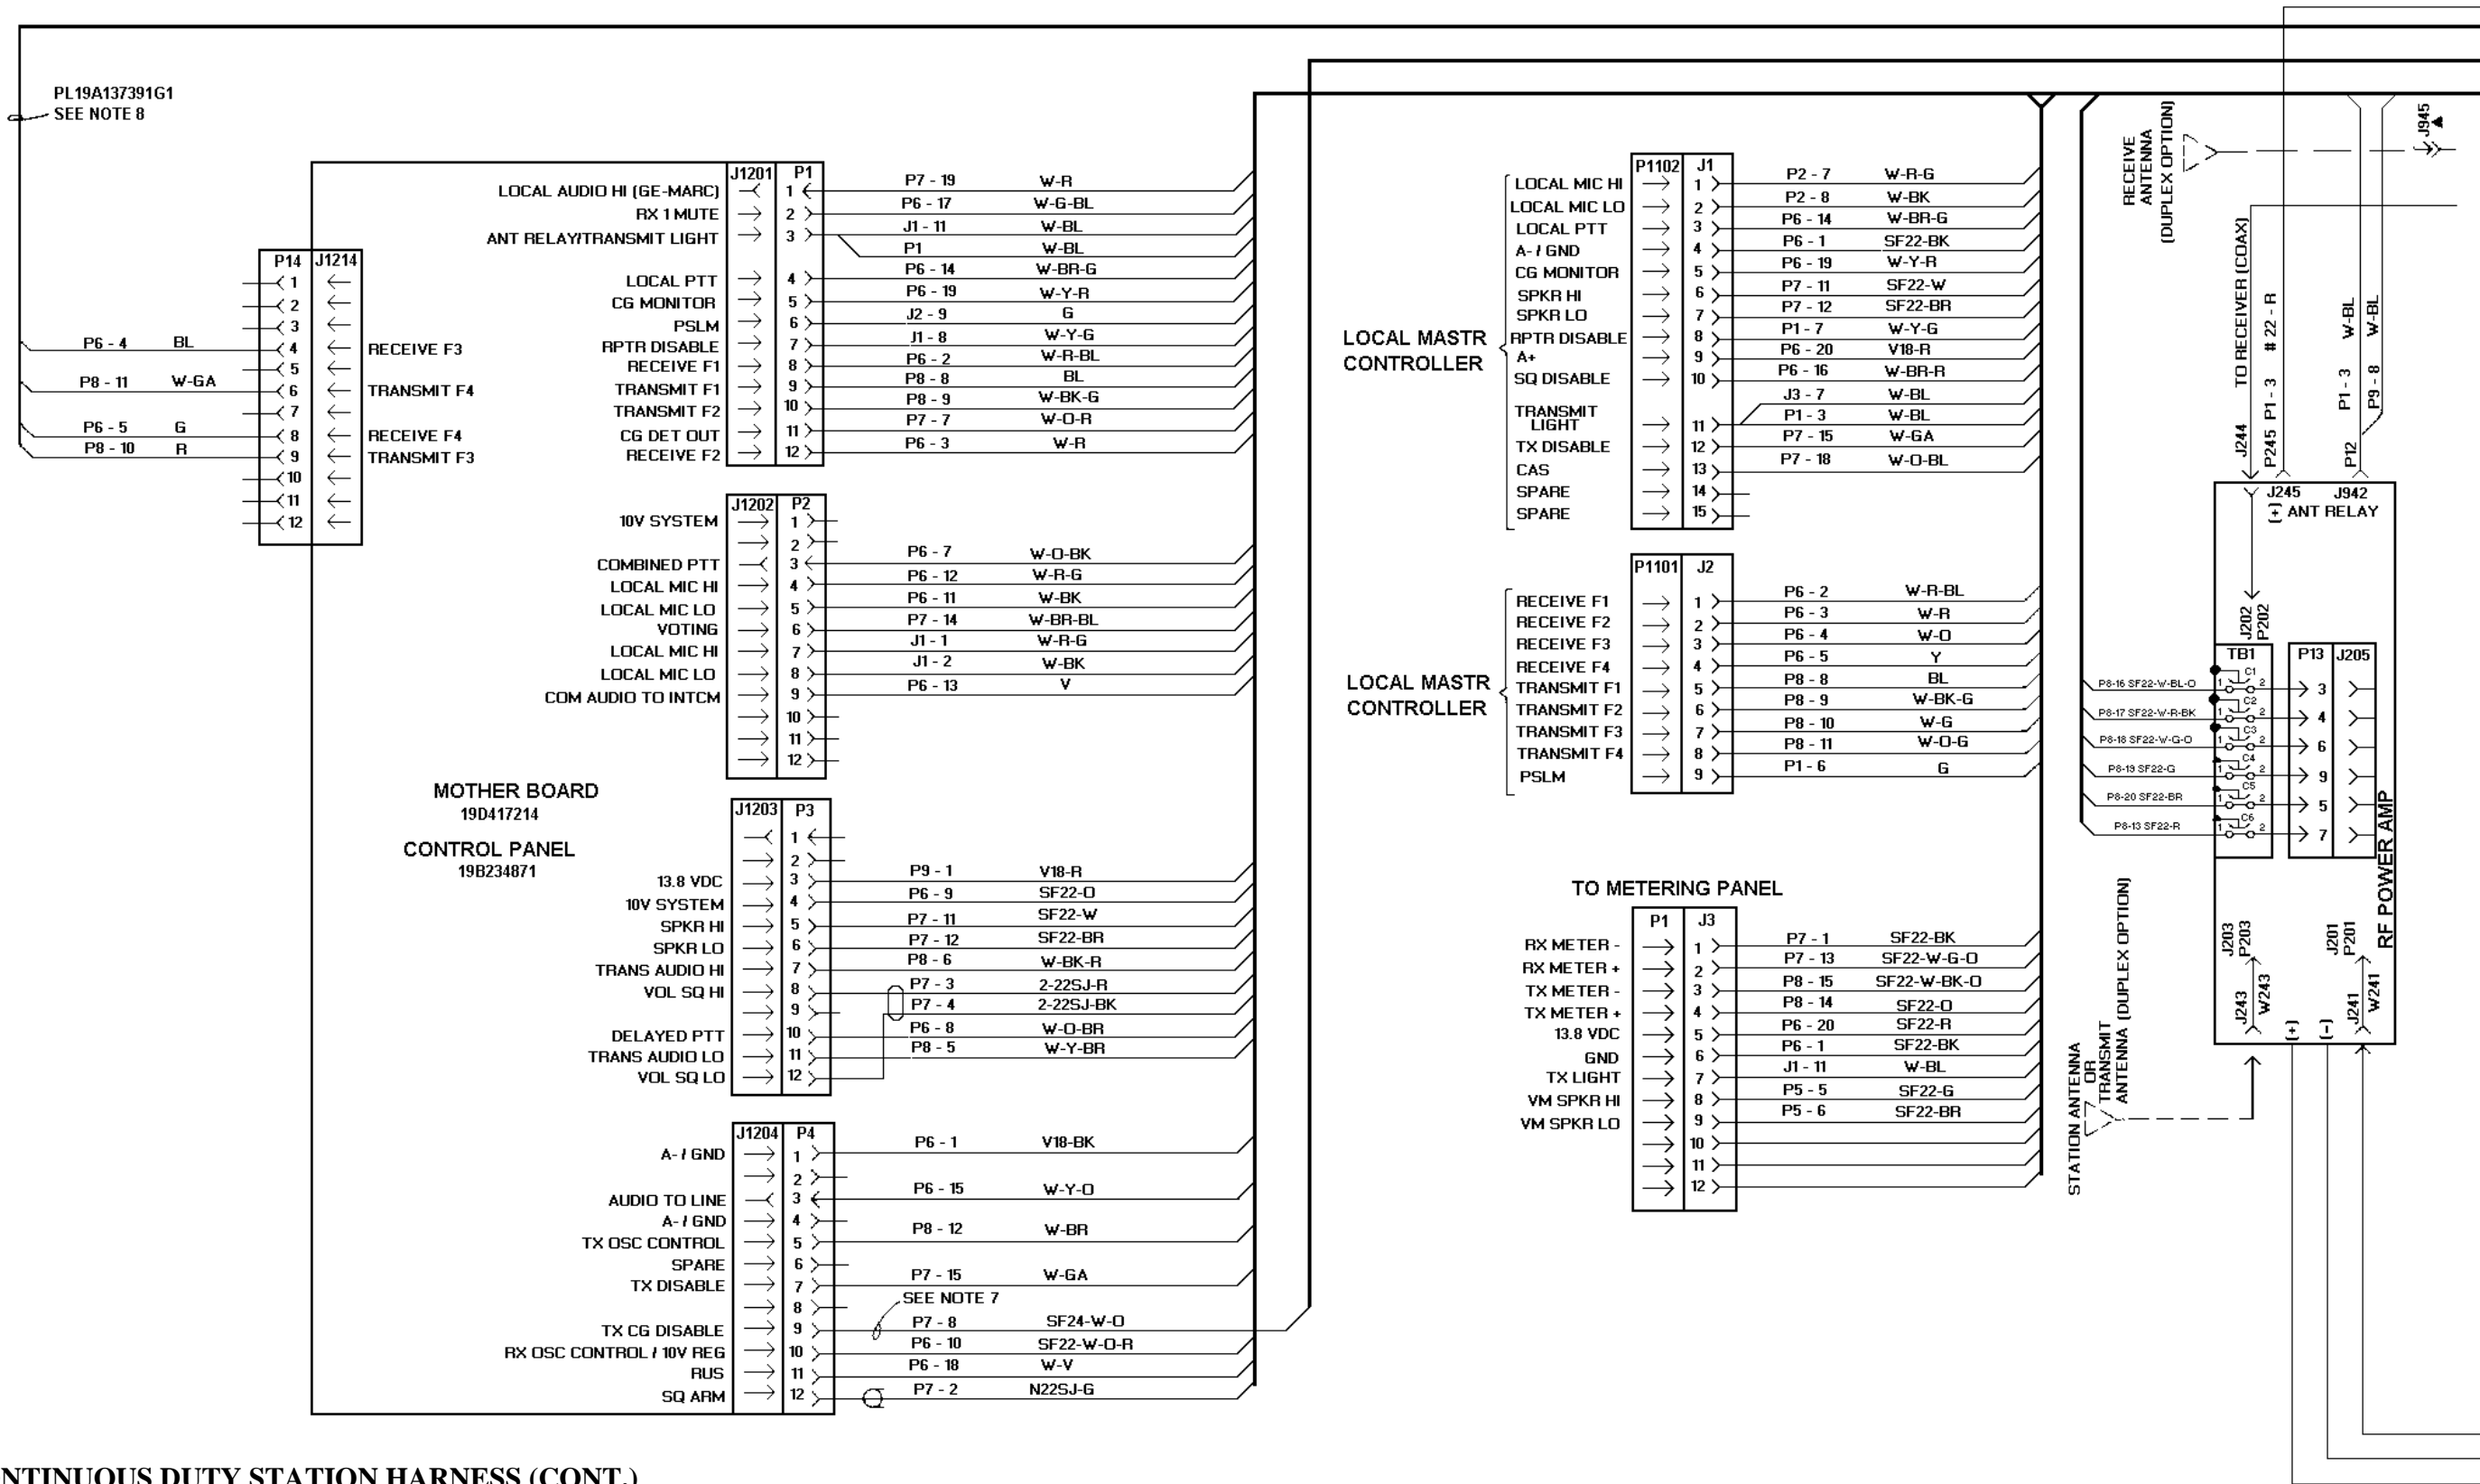 PL19A137391G1
SEE NOTE 8
P14 J1214
1
2
3
P6 - 4 BL 4 RECEIVE F3
5
P8 - 11 W-GA 6 TRANSMIT F4
7
P6 - 5 G 8 RECEIVE F4
P8 - 10 R 9 TRANSMIT F3
10
11
12
J1201 P1
LOCAL AUDIO HI (GE-MARC) 1 P7 - 19 W-R
RX 1 MUTE 2 P6 - 17 W-G-BL
ANT RELAY/TRANSMIT LIGHT 3 J1 - 11 W-BL
P1 W-BL
LOCAL PTT 4 P6 - 14 W-BR-G
CG MONITOR 5 P6 - 19 W-Y-R
PSLM 6 J2 - 9 G
RPTR DISABLE 7 J1 - 8 W-Y-G
RECEIVE F1 8 P6 - 2 W-R-BL
TRANSMIT F1 9 P8 - 8 BL
TRANSMIT F2 10 P8 - 9 W-BK-G
CG DET OUT 11 P7 - 7 W-O-R
RECEIVE F2 12 P6 - 3 W-R
J1202 P2
10V SYSTEM 1
2
COMBINED PTT 3 P6 - 7 W-O-BK
LOCAL MIC HI 4 P6 - 12 W-R-G
LOCAL MIC LO 5 P6 - 11 W-BK
VOTING 6 P7 - 14 W-BR-BL
LOCAL MIC HI 7 J1 - 1 W-R-G
LOCAL MIC LO 8 J1 - 2 W-BK
COM AUDIO TO INTCM 9 P6 - 13 V
10
11
12
MOTHER BOARD
19D417214
CONTROL PANEL
19B234871
J1203 P3
1
2
13.8 VDC 3 P9 - 1 V18-R
10V SYSTEM 4 P6 - 9 SF22-O
SPKR HI 5 P7 - 11 SF22-W
SPKR LO 6 P7 - 12 SF22-BR
TRANS AUDIO HI 7 P8 - 6 W-BK-R
VOL SQ HI 8 P7 - 3 2-22SJ-R
9 P7 - 4 2-22SJ-BK
DELAYED PTT 10 P6 - 8 W-O-BR
TRANS AUDIO LO 11 P8 - 5 W-Y-BR
VOL SQ LO 12
J1204 P4
A- / GND 1 P6 - 1 V18-BK
2
AUDIO TO LINE 3 P6 - 15 W-Y-O
A- / GND 4
TX OSC CONTROL 5 P8 - 12 W-BR
SPARE 6
TX DISABLE 7 P7 - 15 W-GA
8 SEE NOTE 7
TX CG DISABLE 9 P7 - 8 SF24-W-O
RX OSC CONTROL / 10V REG 10 P6 - 10 SF22-W-O-R
RUS 11 P6 - 18 W-V
SQ ARM 12 P7 - 2 N22SJ-G
LOCAL MASTR
CONTROLLER
P1102 J1
LOCAL MIC HI 1 P2 - 7 W-R-G
LOCAL MIC LO 2 P2 - 8 W-BK
LOCAL PTT 3 P6 - 14 W-BR-G
A- / GND 4 P6 - 1 SF22-BK
CG MONITOR 5 P6 - 19 W-Y-R
SPKR HI 6 P7 - 11 SF22-W
SPKR LO 7 P7 - 12 SF22-BR
RPTR DISABLE 8 P1 - 7 W-Y-G
A+ 9 P6 - 20 V18-R
SQ DISABLE 10 P6 - 16 W-BR-R
J3 - 7 W-BL
TRANSMIT
LIGHT 11 P1 - 3 W-BL
TX DISABLE 12 P7 - 15 W-GA
CAS 13 P7 - 18 W-O-BL
SPARE 14
SPARE 15
LOCAL MASTR
CONTROLLER
P1101 J2
RECEIVE F1 1 P6 - 2 W-R-BL
RECEIVE F2 2 P6 - 3 W-R
RECEIVE F3 3 P6 - 4 W-O
RECEIVE F4 4 P6 - 5 Y
TRANSMIT F1 5 P8 - 8 BL
TRANSMIT F2 6 P8 - 9 W-BK-G
TRANSMIT F3 7 P8 - 10 W-G
TRANSMIT F4 8 P8 - 11 W-O-G
PSLM 9 P1 - 6 G
TO METERING PANEL
P1 J3
RX METER - 1 P7 - 1 SF22-BK
RX METER + 2 P7 - 13 SF22-W-G-O
TX METER - 3 P8 - 15 SF22-W-BK-O
TX METER + 4 P8 - 14 SF22-O
13.8 VDC 5 P6 - 20 SF22-R
GND 6 P6 - 1 SF22-BK
TX LIGHT 7 J1 - 11 W-BL
VM SPKR HI 8 P5 - 5 SF22-G
VM SPKR LO 9 P5 - 6 SF22-BR
10
11
12
RECEIVE
ANTENNA
(DUPLEX OPTION)
J945
J244 TO RECEIVER (COAX)
P245 P1 - 3 # 22 - R
P12 P1 - 3 W-BL
P9 - 8 W-BL
J245 J942
(+) ANT RELAY
J202
P202
TB1 P13 J205
P8-16 SF22-W-BL-O 1 C1 2 3
P8-17 SF22-W-R-BK 1 C2 2 4
P8-18 SF22-W-G-O 1 C3 2 6
P8-19 SF22-G 1 C4 2 9
P8-20 SF22-BR 1 C5 2 5
P8-13 SF22-R 1 C6 2 7
RF POWER AMP
J203
P203
J201
P201
J243
W243
(+)
(-)
J241
W241
STATION ANTENNA
OR
TRANSMIT
ANTENNA (DUPLEX OPTION)
NTINUOUS DUTY STATION HARNESS (CONT.)